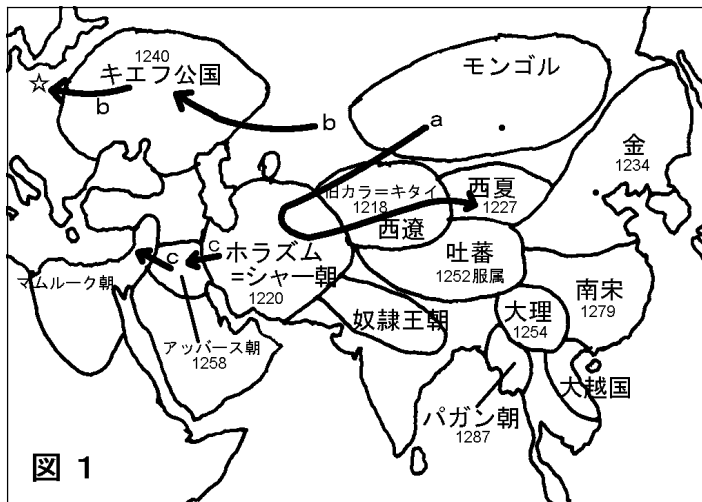 1240
キエフ公国
☆
b
b
モンゴル
a
金
1234
旧カラ＝キタイ
1218
西遼
西夏
1227
ホラズム
＝シャー朝
1220
c
c
吐蕃
1252服属
マムルーク朝
アッバース朝
1258
奴隷王朝
大理
1254
南宋
1279
大越国
パガン朝
1287
図 1